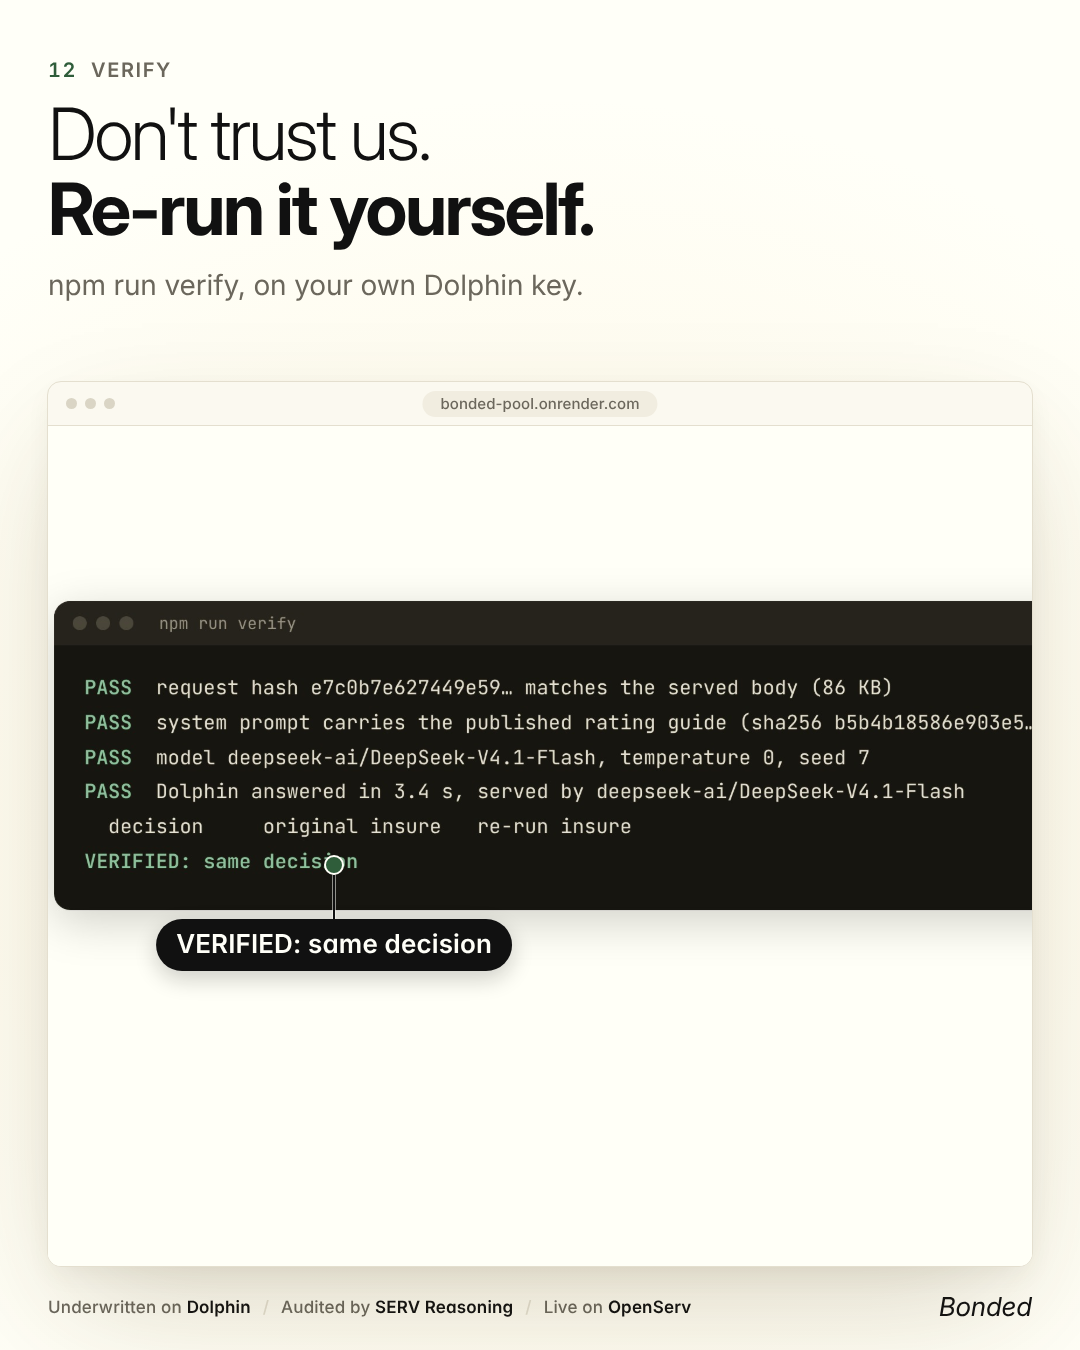 12 VERIFY
Don't trust us.
Re-run it yourself.
npm run verify, on your own Dolphin key.
bonded-pool.onrender.com
npm run verify
PASS request hash e7c0b7e627449e59… matches the served body (86 KB)
PASS system prompt carries the published rating guide (sha256 b5b4b18586e903e5…
PASS model deepseek-ai/DeepSeek-V4.1-Flash, temperature 0, seed 7
PASS Dolphin answered in 3.4 s, served by deepseek-ai/DeepSeek-V4.1-Flash
decision original insure re-run insure
VERIFIED: same decision
VERIFIED: same decision
Underwritten on Dolphin / Audited by SERV Reasoning / Live on OpenServ
Bonded